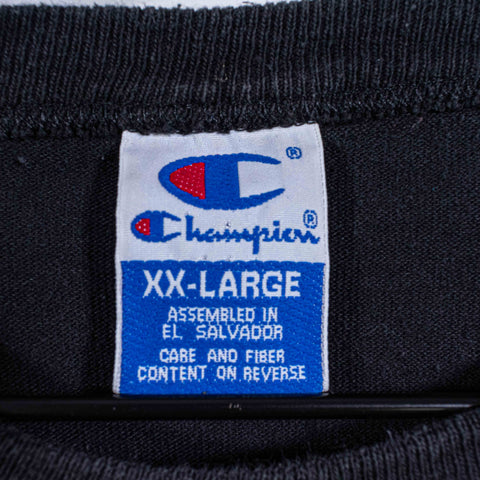 ®
Champion®
XX-LARGE
ASSEMBLED IN
EL SALVADOR
CARE AND FIBER
CONTENT ON REVERSE